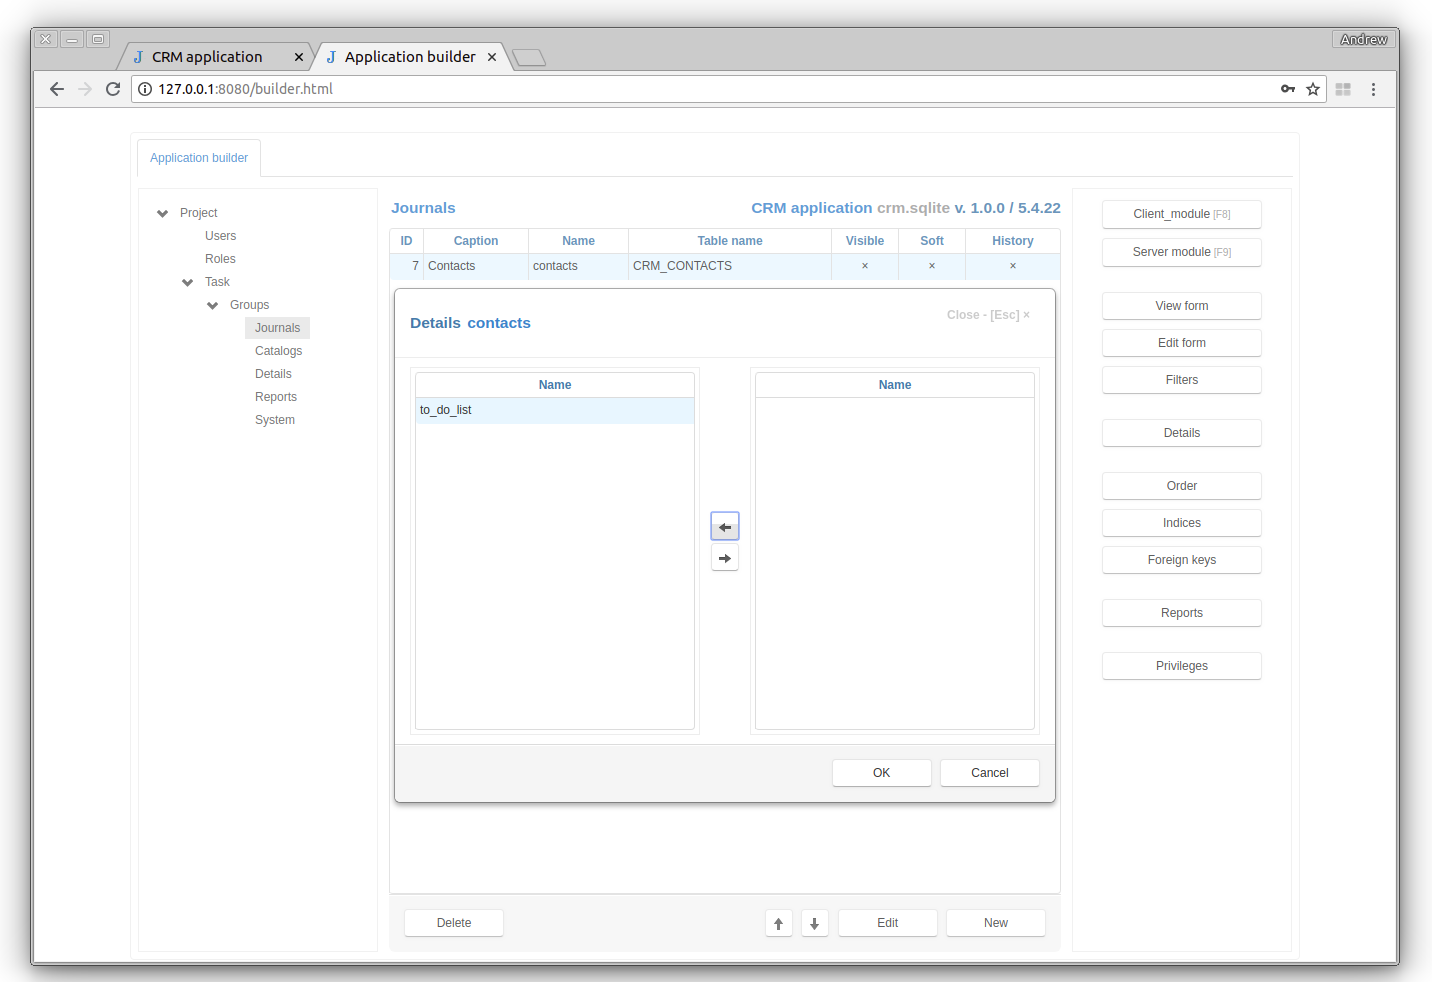 Andrew
CRM application ×
Application builder ×
127.0.0.1:8080/builder.html
Application builder
Project
Users
Roles
Task
Groups
Journals
Catalogs
Details
Reports
System
Journals
CRM application crm.sqlite v. 1.0.0 / 5.4.22
ID Caption Name Table name Visible Soft History
7 Contacts contacts CRM_CONTACTS × × ×
Details contacts
Close - [Esc] ×
Name
to_do_list
Name
OK Cancel
Delete Edit New
Client_module [F8]
Server module [F9]
View form
Edit form
Filters
Details
Order
Indices
Foreign keys
Reports
Privileges